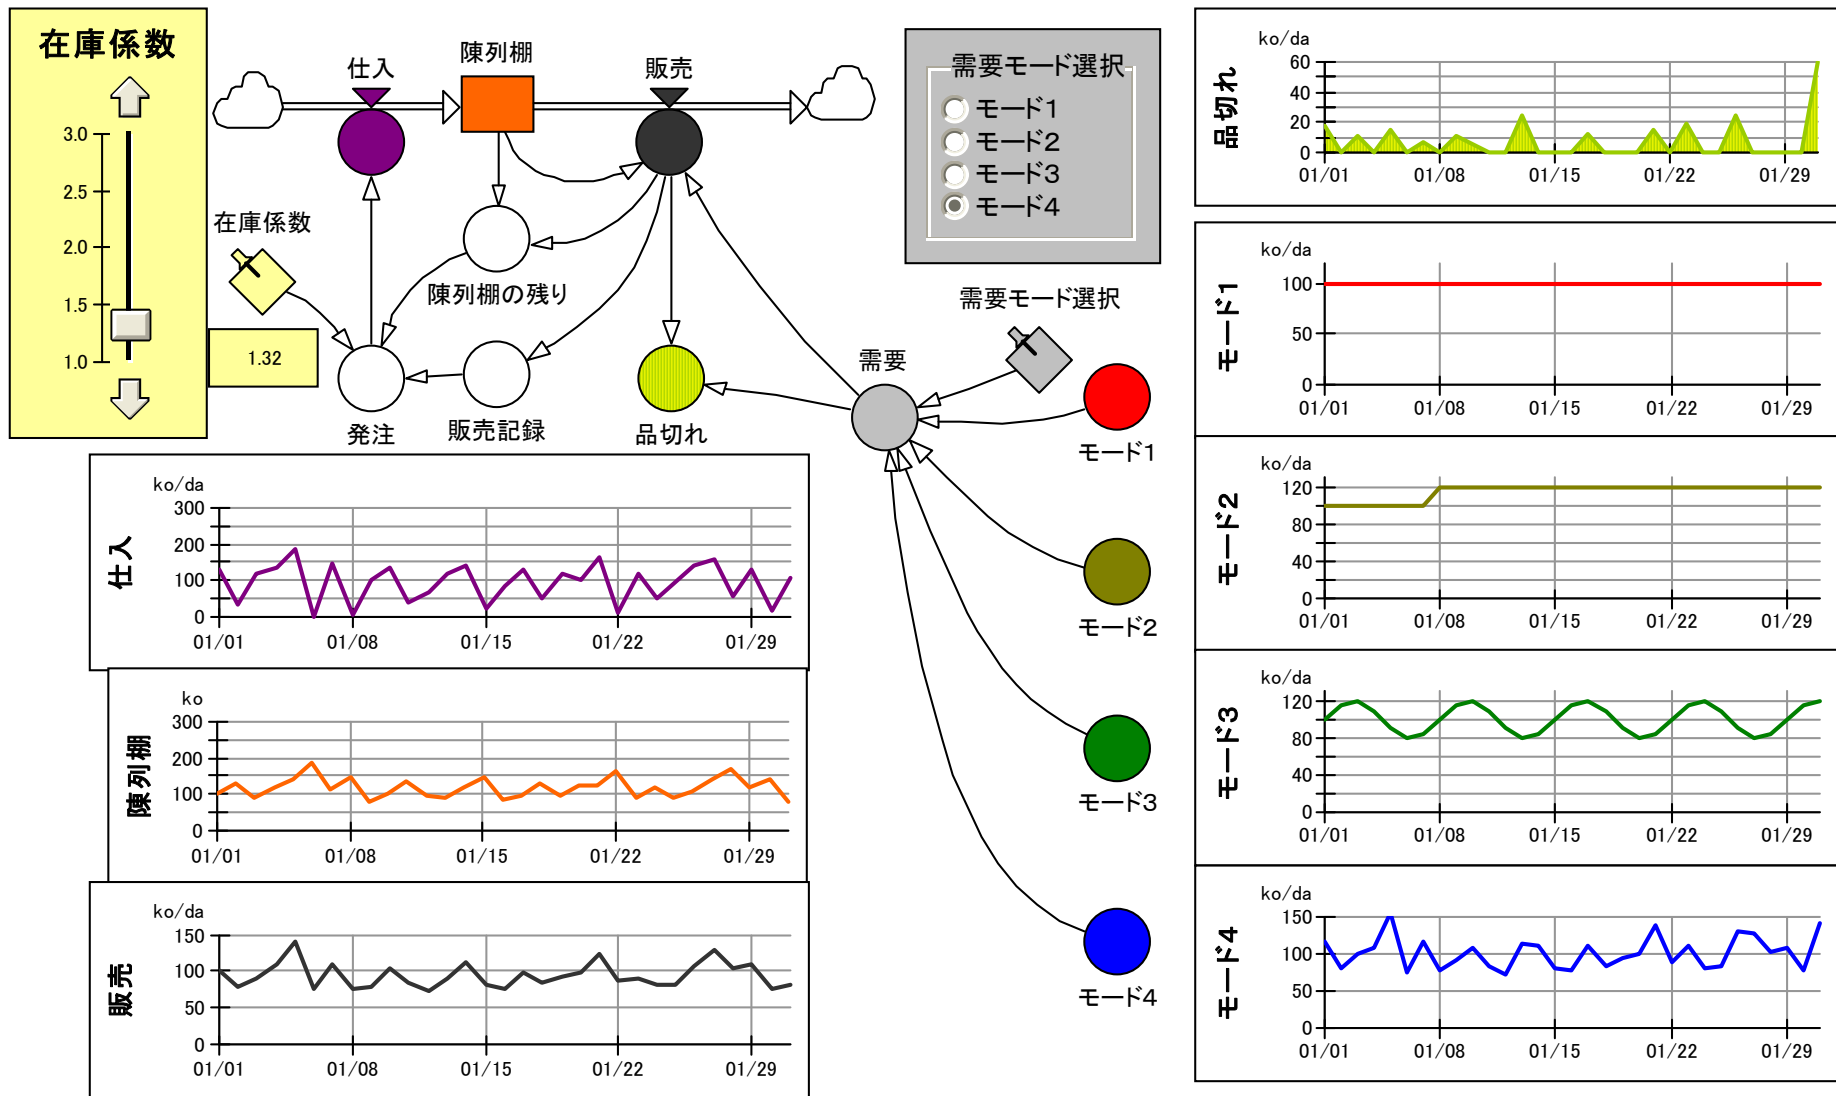 在庫係数
3.0
2.5
2.0
1.5
1.0
1.32
仕入
陳列棚
販売
在庫係数
陳列棚の残り
発注
販売記録
品切れ
需要
需要モード選択
モード1
モード2
モード3
モード4
需要モード選択
モード1
モード2
モード3
モード4
仕入
ko/da
300
200
100
0
01/01
01/08
01/15
01/22
01/29
陳列棚
ko
300
200
100
0
01/01
01/08
01/15
01/22
01/29
販売
ko/da
150
100
50
0
01/01
01/08
01/15
01/22
01/29
品切れ
ko/da
60
40
20
0
01/01
01/08
01/15
01/22
01/29
モード1
ko/da
100
50
0
01/01
01/08
01/15
01/22
01/29
モード2
ko/da
120
80
40
0
01/01
01/08
01/15
01/22
01/29
モード3
ko/da
120
80
40
0
01/01
01/08
01/15
01/22
01/29
モード4
ko/da
150
100
50
0
01/01
01/08
01/15
01/22
01/29